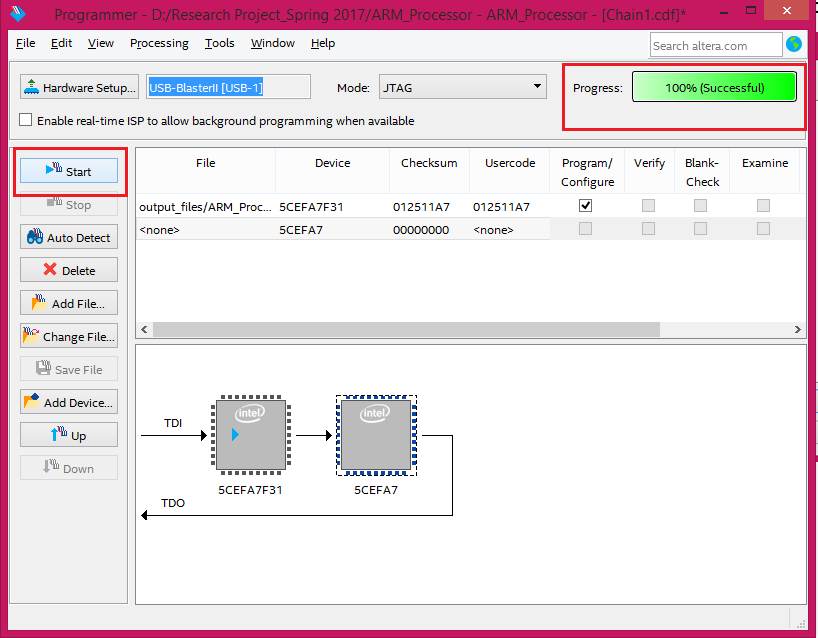 Programmer - D:/Research Project_Spring 2017/ARM_Processor - ARM_Processor - [Chain1.cdf]*
File Edit View Processing Tools Window Help
Search altera.com
Hardware Setup... USB-BlasterII [USB-1] Mode: JTAG Progress: 100% (Successful)
Enable real-time ISP to allow background programming when available
Start
Stop
Auto Detect
Delete
Add File...
Change File...
Save File
Add Device...
Up
Down
File Device Checksum Usercode Program/ Verify Blank- Examine
Configure Check
output_files/ARM_Proc... 5CEFA7F31 012511A7 012511A7
<none> 5CEFA7 00000000 <none>
intel intel
TDI
5CEFA7F31 5CEFA7
TDO